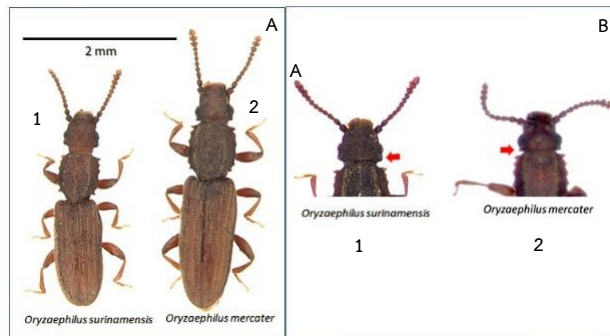 A
2 mm
1
2
Oryzaephilus surinamensis
Oryzaephilus mercater
B
A
Oryzaephilus surinamensis
Oryzaephilus mercater
1
2